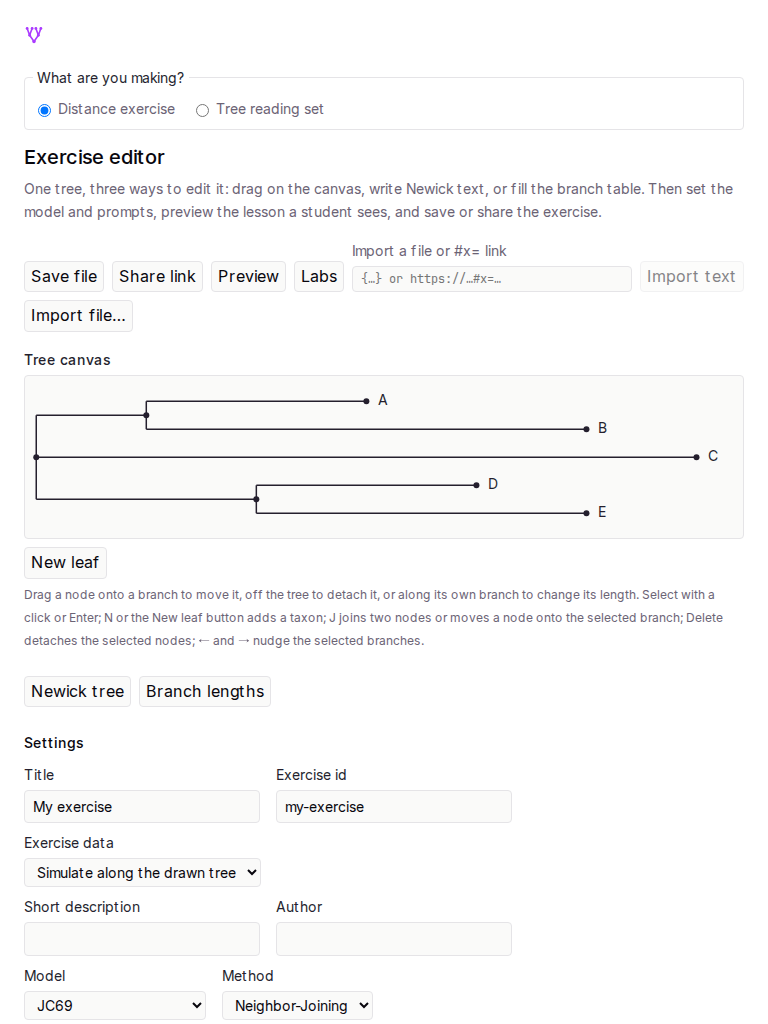 What are you making?
Distance exercise
Tree reading set
Exercise editor
One tree, three ways to edit it: drag on the canvas, write Newick text, or fill the branch table. Then set the
model and prompts, preview the lesson a student sees, and save or share the exercise.
Import a file or #x= link
Save file
Share link
Preview
Labs
{…} or https://…#x=…
Import text
Import file…
Tree canvas
A
B
C
D
E
New leaf
Drag a node onto a branch to move it, off the tree to detach it, or along its own branch to change its length. Select with a
click or Enter; N or the New leaf button adds a taxon; J joins two nodes or moves a node onto the selected branch; Delete
detaches the selected nodes; ← and → nudge the selected branches.
Newick tree
Branch lengths
Settings
Title
Exercise id
My exercise
my-exercise
Exercise data
Simulate along the drawn tree
Short description
Author
Model
Method
JC69
Neighbor-Joining